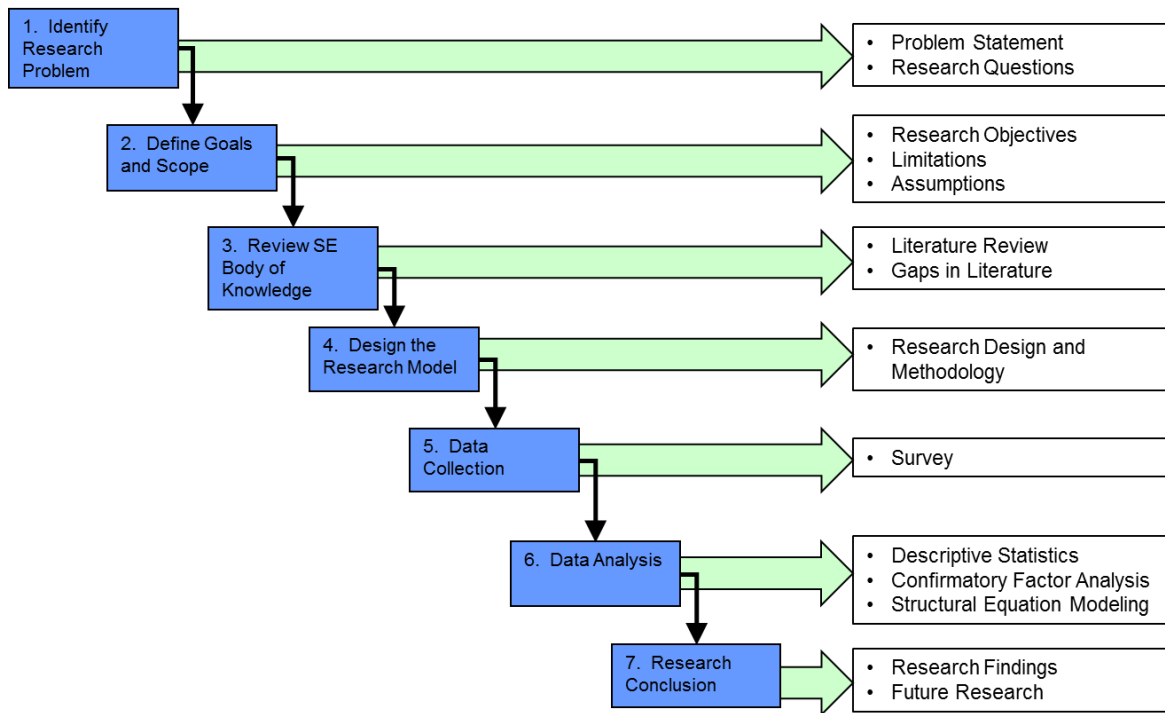 1. Identify
Research
Problem
• Problem Statement
• Research Questions
2. Define Goals
and Scope
• Research Objectives
• Limitations
• Assumptions
3. Review SE
Body of
Knowledge
• Literature Review
• Gaps in Literature
4. Design the
Research Model
• Research Design and
Methodology
5. Data
Collection
• Survey
6. Data Analysis
• Descriptive Statistics
• Confirmatory Factor Analysis
• Structural Equation Modeling
7. Research
Conclusion
• Research Findings
• Future Research